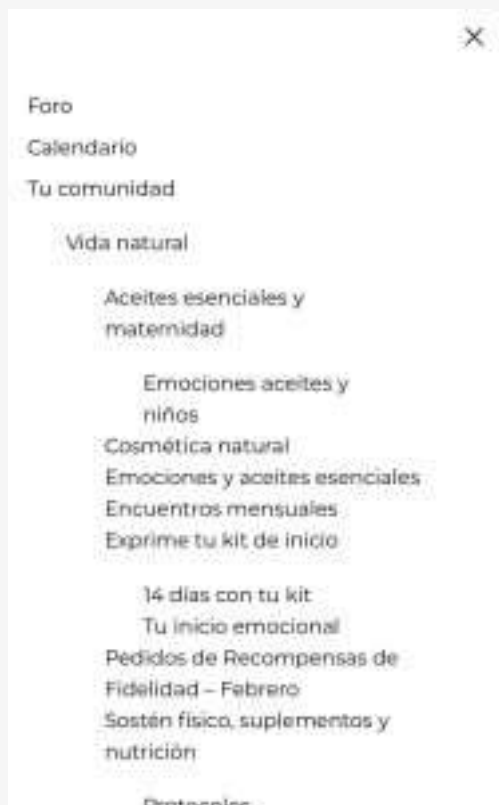 Foro
Calendario
Tu comunidad
Vida natural
Aceites esenciales y
maternidad
Emociones aceites y
niños
Cosmética natural
Emociones y aceites esenciales
Encuentros mensuales
Exprime tu kit de inicio
14 días con tu kit
Tu inicio emocional
Pedidos de Recompensas de
Fidelidad – Febrero
Sostén físico, suplementos y
nutrición
Protocolos